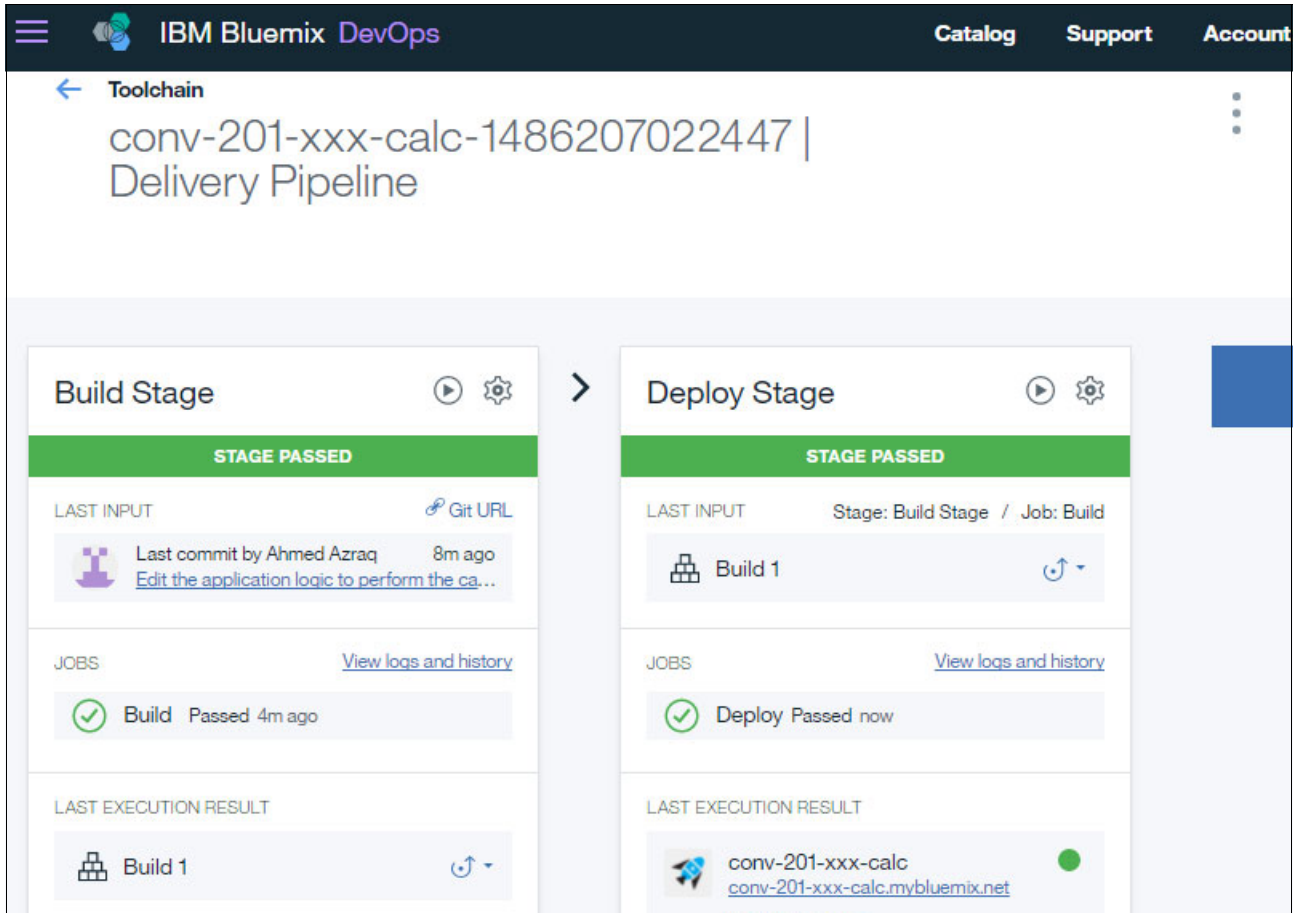 IBM Bluemix DevOps
Catalog Support Account
Toolchain
conv-201-xxx-calc-1486207022447 |
Delivery Pipeline
Build Stage
STAGE PASSED
LAST INPUT Git URL
Last commit by Ahmed Azraq 8m ago
Edit the application logic to perform the ca...
JOBS View logs and history
Build Passed 4m ago
LAST EXECUTION RESULT
Build 1
Deploy Stage
STAGE PASSED
LAST INPUT Stage: Build Stage / Job: Build
Build 1
JOBS View logs and history
Deploy Passed now
LAST EXECUTION RESULT
conv-201-xxx-calc
conv-201-xxx-calc.mybluemix.net